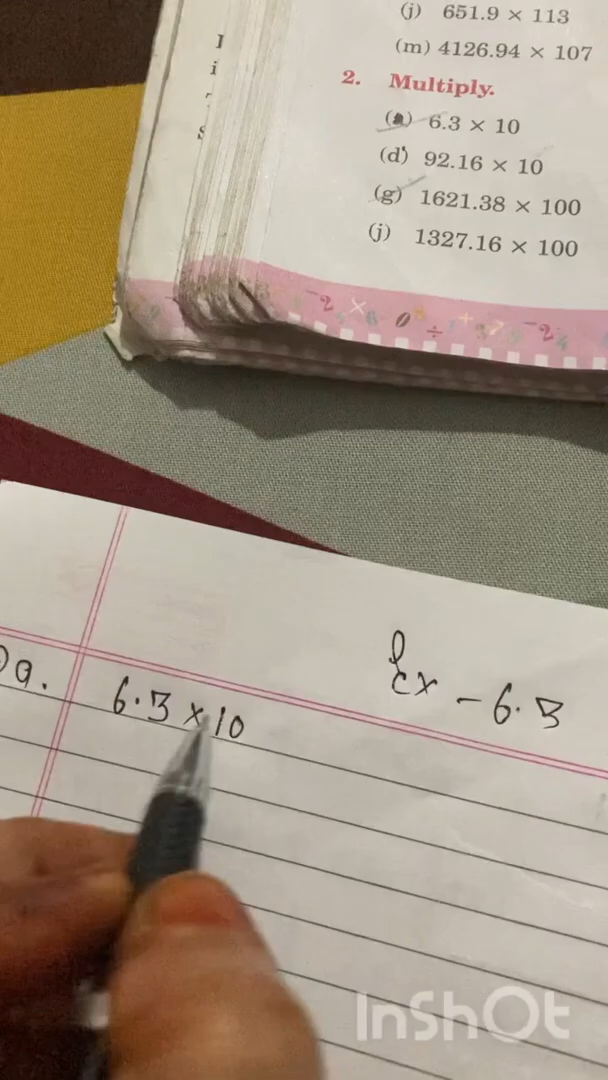 (j) 651.9 × 113
(m) 4126.94 × 107
2. Multiply.
(a) 6.3 × 10
(d) 92.16 × 10
(g) 1621.38 × 100
(j) 1327.16 × 100
Ex - 6.3
a. 6.3 × 10
InShOt